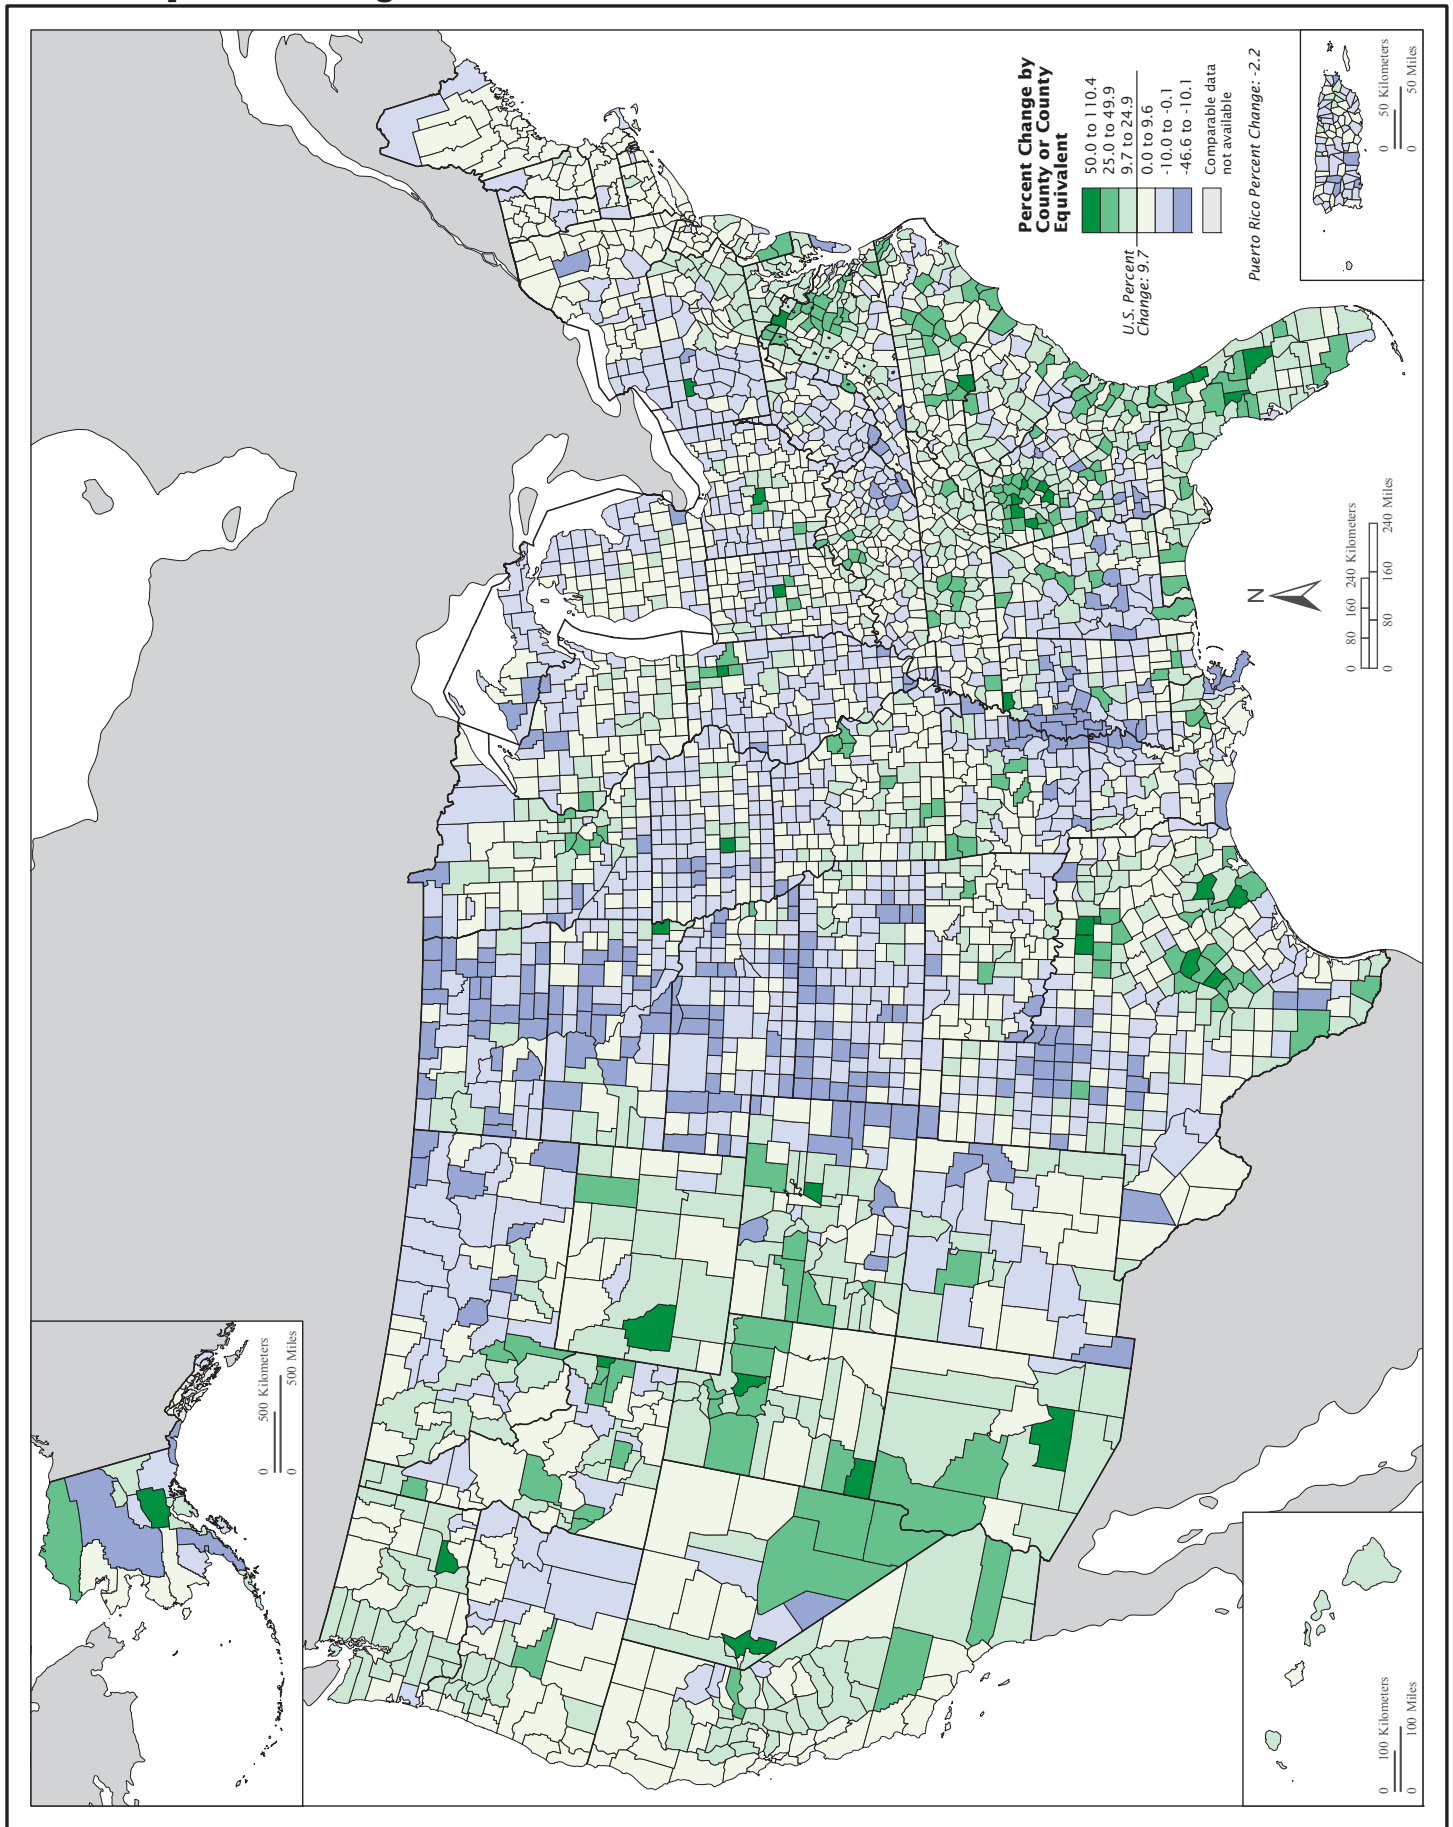 Percent Change by
County or County
Equivalent
50.0 to 110.4
25.0 to 49.9
9.7 to 24.9
0.0 to 9.6
-10.0 to -0.1
-46.6 to -10.1
Comparable data
not available
U.S. Percent
Change: 9.7
Puerto Rico Percent Change: -2.2
0 500 Kilometers
0 500 Miles
0 100 Kilometers
0 100 Miles
N
0 80 160 240 Kilometers
0 80 160 240 Miles
0 50 Kilometers
0 50 Miles